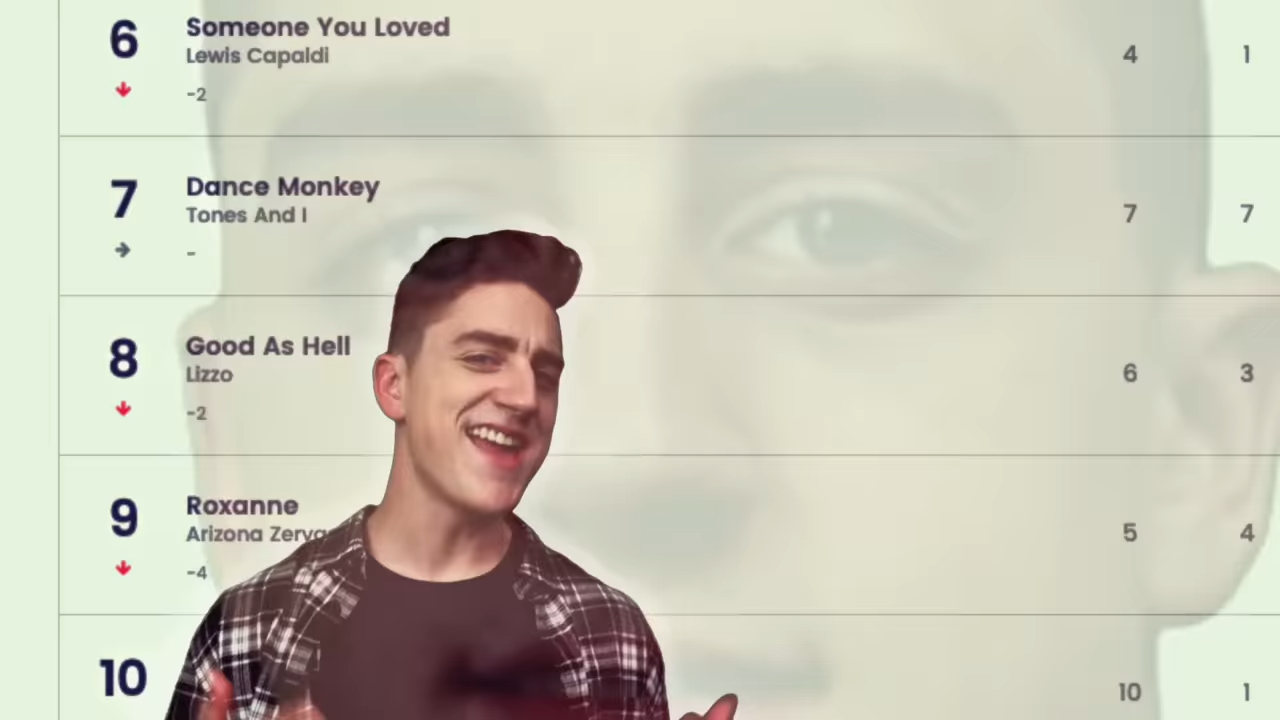 6 Someone You Loved 4 1
Lewis Capaldi
-2
7 Dance Monkey 7 7
Tones And I
-
8 Good As Hell 6 3
Lizzo
-2
9 Roxanne 5 4
Arizona
-4
10 10 1